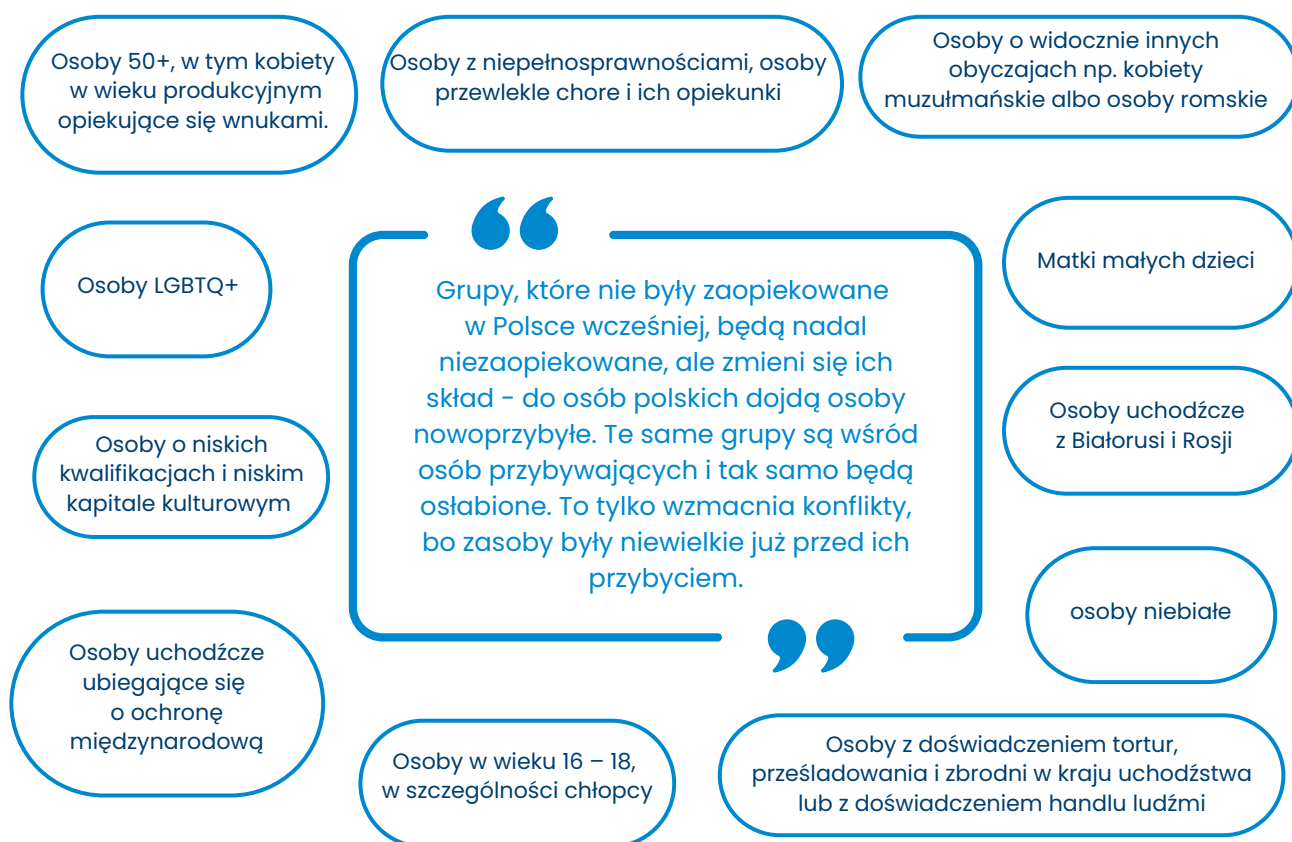 Osoby 50+, w tym kobiety
w wieku produkcyjnym
opiekujące się wnukami.
Osoby z niepełnosprawnościami, osoby
przewlekle chore i ich opiekunki
Osoby o widocznie innych
obyczajach np. kobiety
muzułmańskie albo osoby romskie
Osoby LGBTQ+
Matki małych dzieci
“
Grupy, które nie były zaopiekowane
w Polsce wcześniej, będą nadal
niezaopiekowane, ale zmieni się ich
skład - do osób polskich dojdą osoby
nowoprzybyłe. Te same grupy są wśród
osób przybywających i tak samo będą
osłabione. To tylko wzmacnia konflikty,
bo zasoby były niewielkie już przed ich
przybyciem.
”
Osoby o niskich
kwalifikacjach i niskim
kapitale kulturowym
Osoby uchodźcze
z Białorusi i Rosji
osoby niebiałe
Osoby uchodźcze
ubiegające się
o ochronę
międzynarodową
Osoby w wieku 16 – 18,
w szczególności chłopcy
Osoby z doświadczeniem tortur,
prześladowania i zbrodni w kraju uchodźstwa
lub z doświadczeniem handlu ludźmi